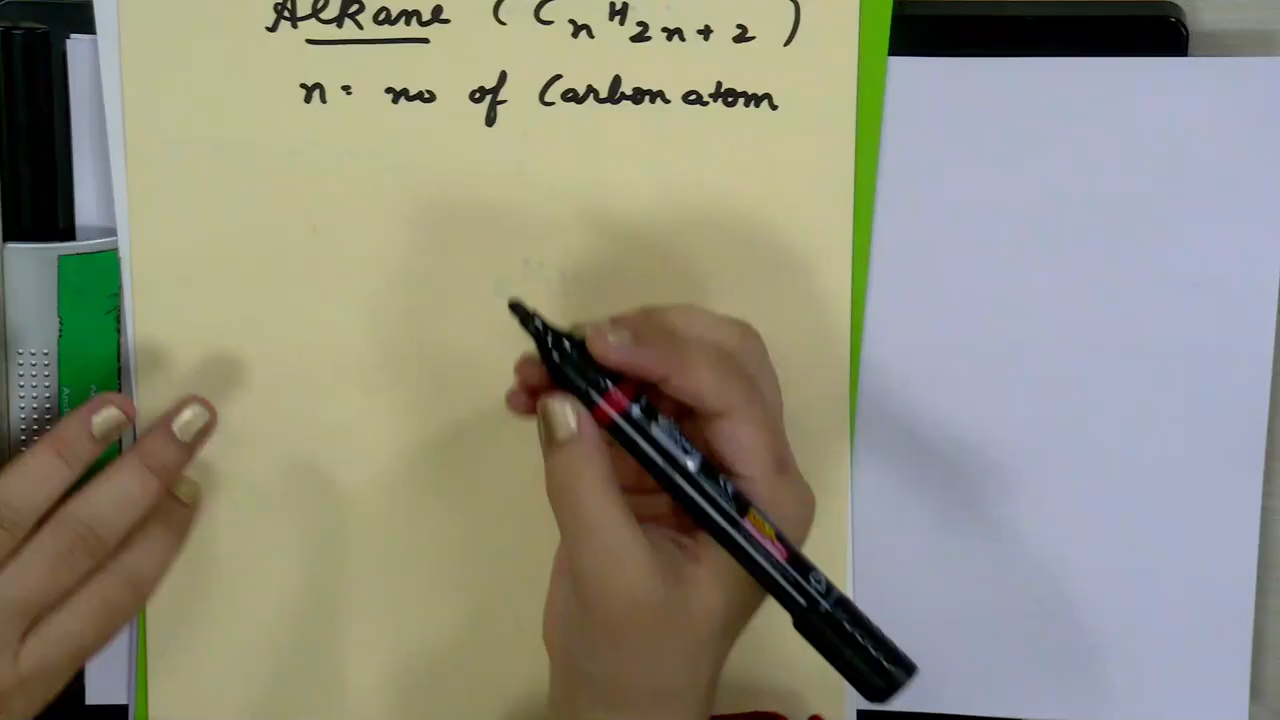 Alkane (CnH2n+2)
n = no of Carbon atom